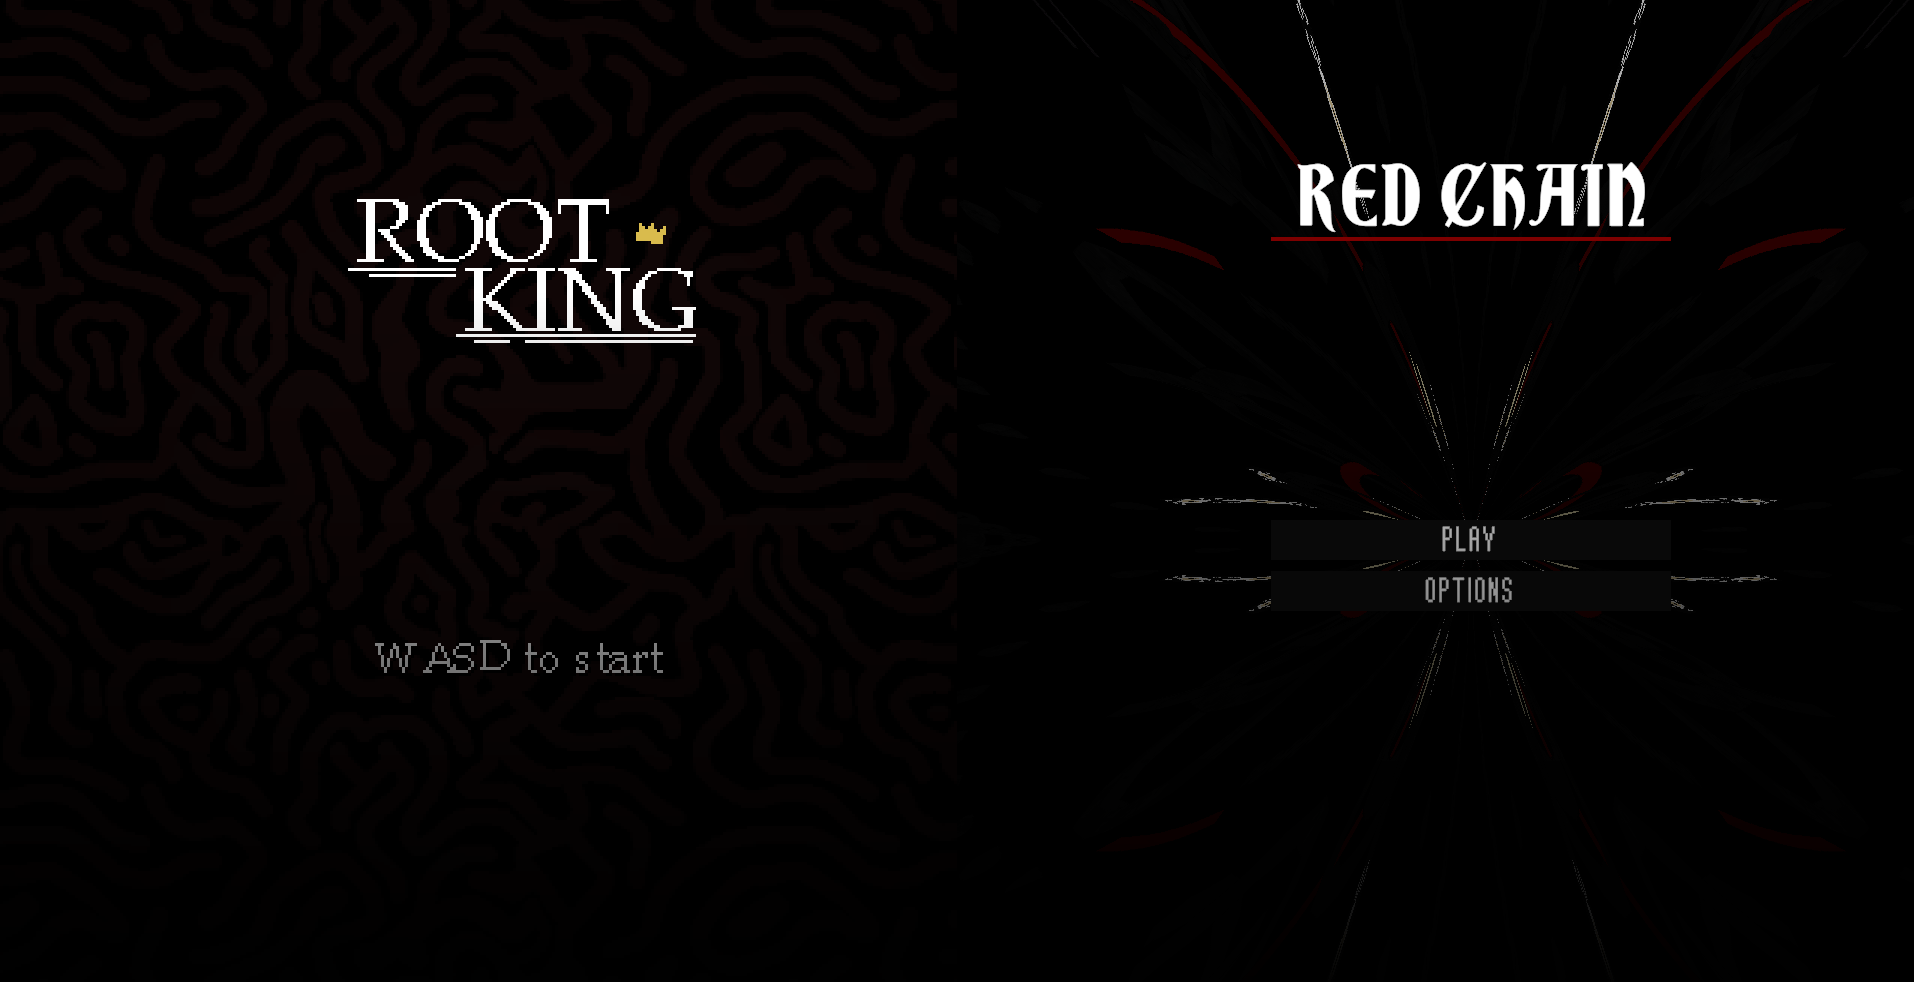 ROOT
KING
WASD to start
RED CHAIN
PLAY
OPTIONS